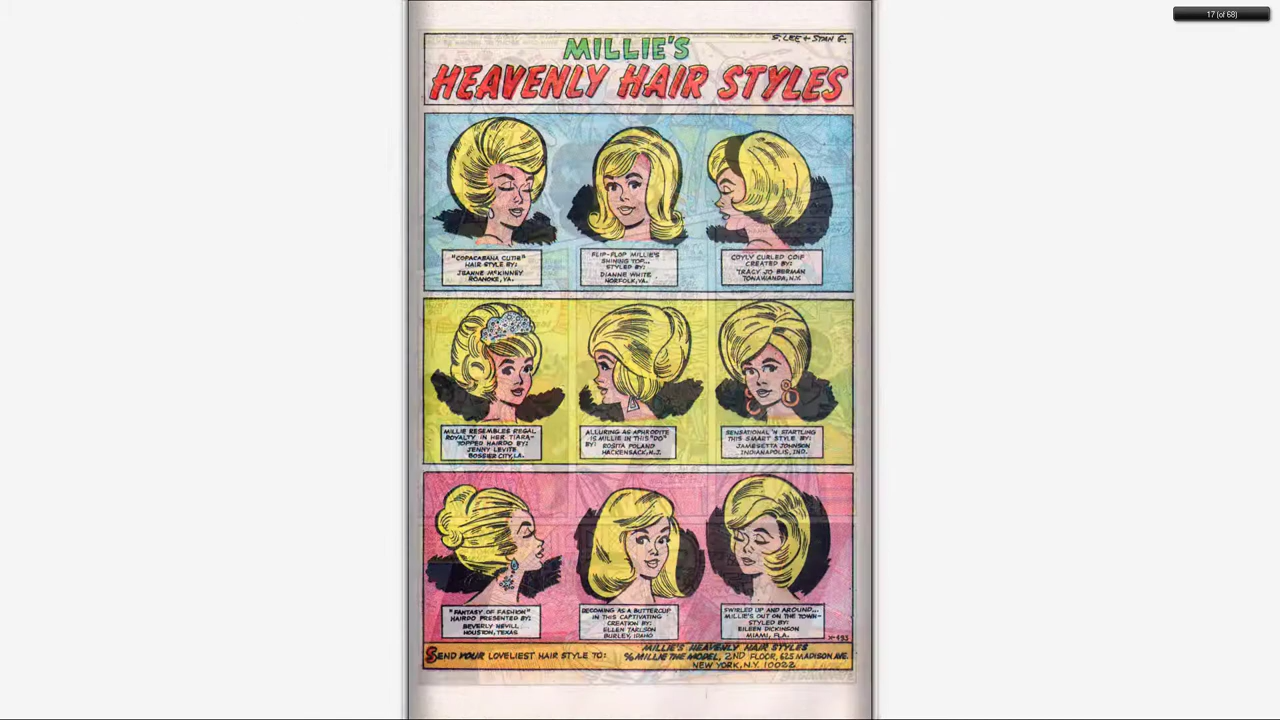 17 (of 68)
S. LEE + STAN G.
MILLIE'S
HEAVENLY HAIR STYLES
"COPACABANA CUTIE"
HAIR STYLE BY:
JEANNE McKINNEY
ROANOKE, VA.
FLIP-FLOP MILLIE'S
SHINING TOP...
STYLED BY:
DIANNE WHITE
NORFOLK, VA.
COYLY CURLED COIF
CREATED BY:
TRACY JO BERMAN
TONAWANDA, N.Y.
MILLIE RESEMBLES REGAL
ROYALTY IN HER TIARA-
TOPPED HAIRDO BY:
JENNY LEVITE
BOSSIER CITY, LA.
ALLURING AS APHRODITE
IS MILLIE IN THIS "DO"
BY: ROSITA POLAND
HACKENSACK, N.J.
SENSATIONAL 'N STARTLING
THIS SMART STYLE BY:
JAMESETTA JOHNSON
INDIANAPOLIS, IND.
"FANTASY OF FASHION"
HAIRDO PRESENTED BY:
BEVERLY NEVILL
HOUSTON, TEXAS
BECOMING AS A BUTTERCUP
IN THIS CAPTIVATING
CREATION BY:
ELLEN TARLSON
BURLEY, IDAHO
SWIRLED UP AND AROUND...
MILLIE'S OUT ON THE TOWN-
STYLED BY:
EILEEN DICKINSON
MIAMI, FLA.
X-493
SEND YOUR LOVELIEST HAIR STYLE TO:
MILLIE'S HEAVENLY HAIR STYLES
℅ MILLIE THE MODEL, 2ND FLOOR, 625 MADISON AVE.
NEW YORK, N.Y. 10022